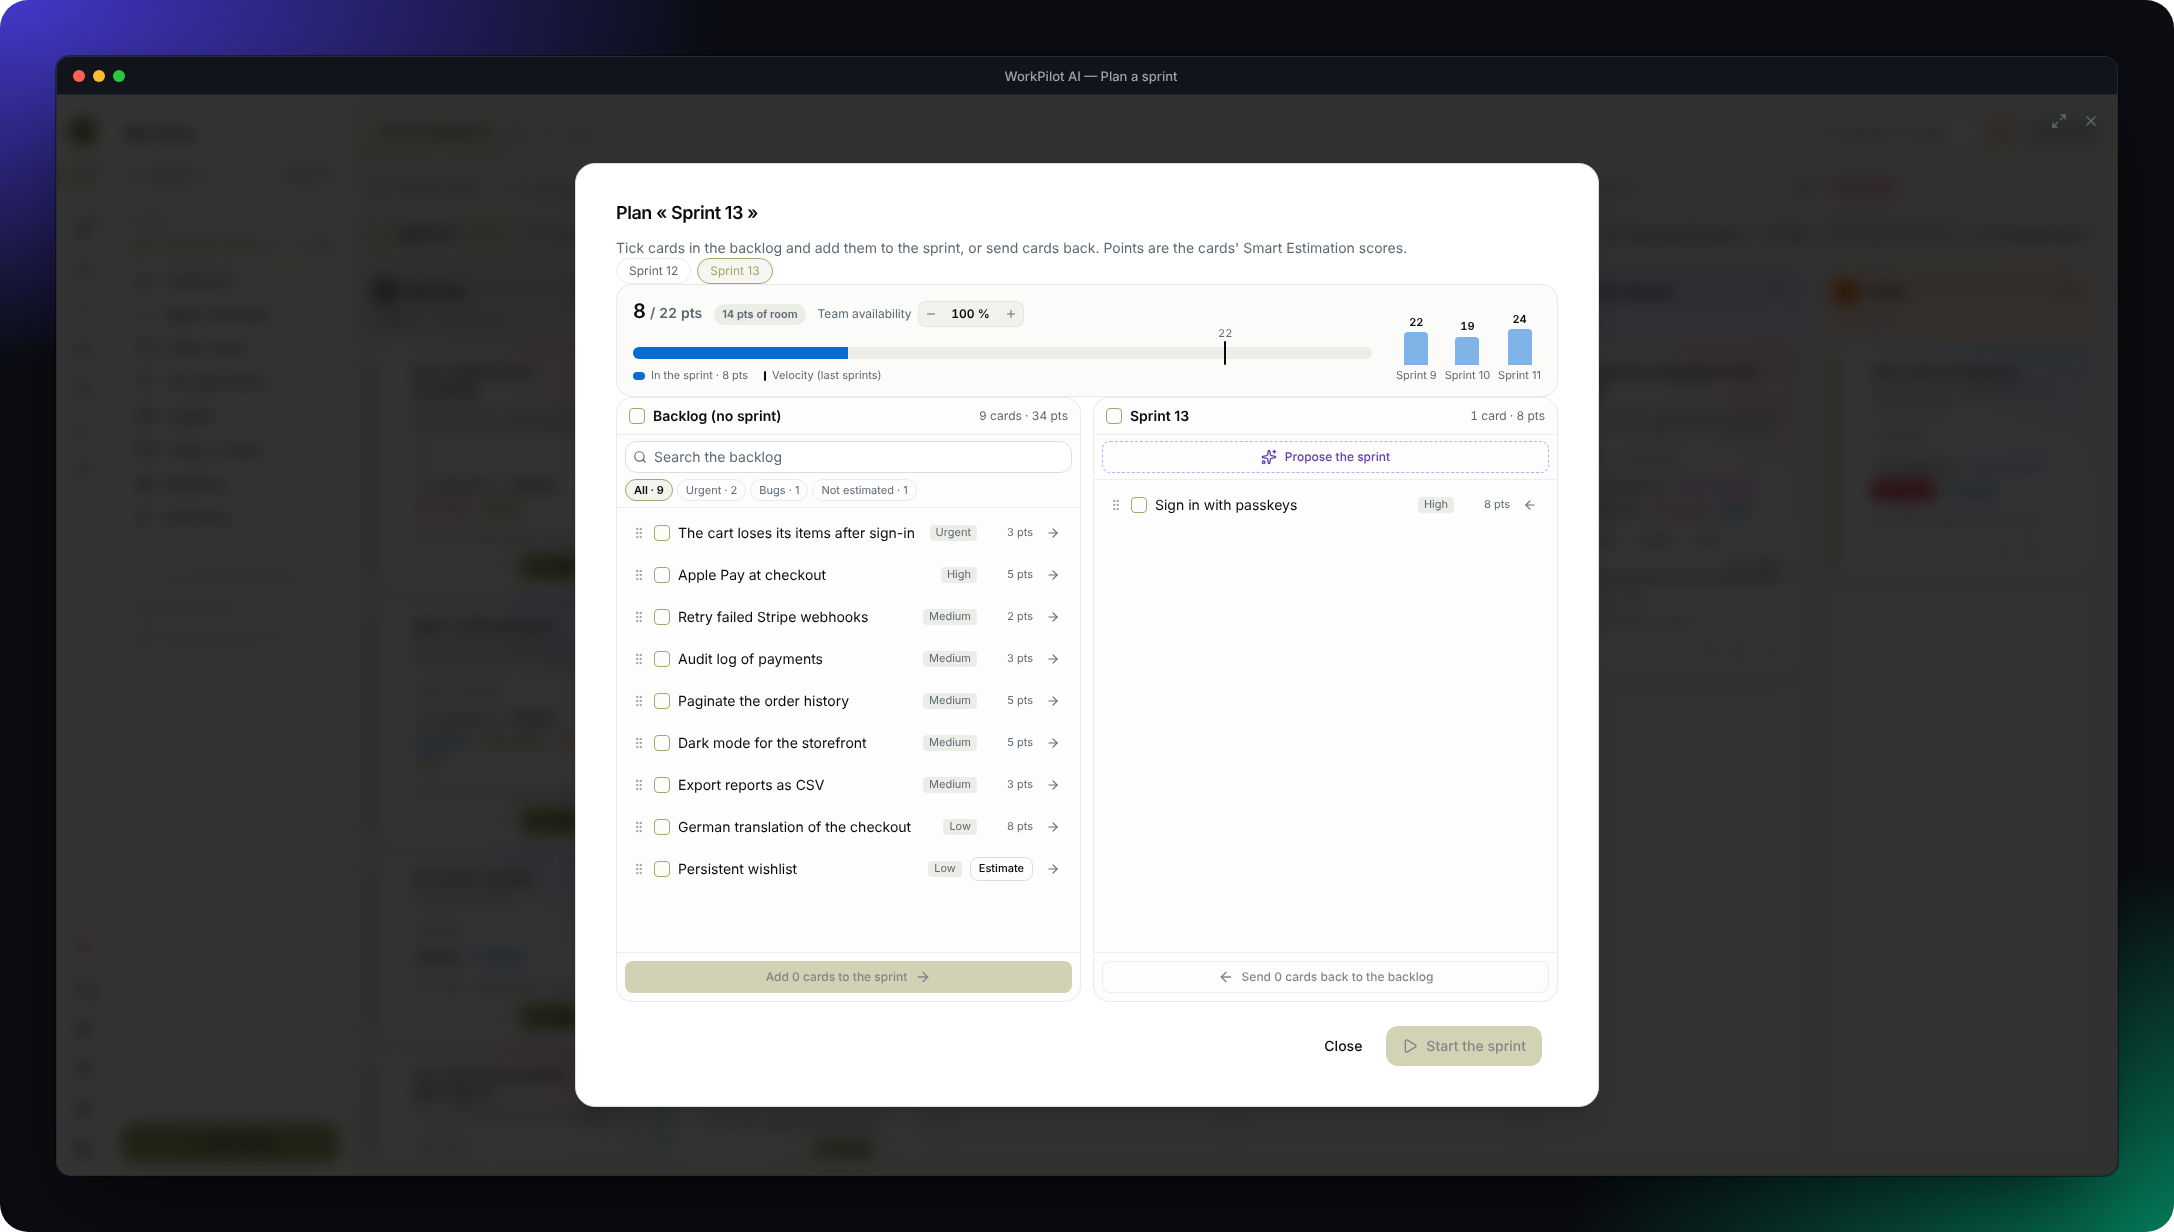 WorkPilot AI — Plan a sprint
Plan « Sprint 13 »
Tick cards in the backlog and add them to the sprint, or send cards back. Points are the cards' Smart Estimation scores.
Sprint 12
Sprint 13
8 / 22 pts
14 pts of room
Team availability
− 100 % +
22
In the sprint · 8 pts
Velocity (last sprints)
22
19
24
Sprint 9
Sprint 10
Sprint 11
Backlog (no sprint)
9 cards · 34 pts
Search the backlog
All · 9
Urgent · 2
Bugs · 1
Not estimated · 1
The cart loses its items after sign-in Urgent 3 pts
Apple Pay at checkout High 5 pts
Retry failed Stripe webhooks Medium 2 pts
Audit log of payments Medium 3 pts
Paginate the order history Medium 5 pts
Dark mode for the storefront Medium 5 pts
Export reports as CSV Medium 3 pts
German translation of the checkout Low 8 pts
Persistent wishlist Low Estimate
Add 0 cards to the sprint
Sprint 13
1 card · 8 pts
Propose the sprint
Sign in with passkeys High 8 pts
Send 0 cards back to the backlog
Close
Start the sprint